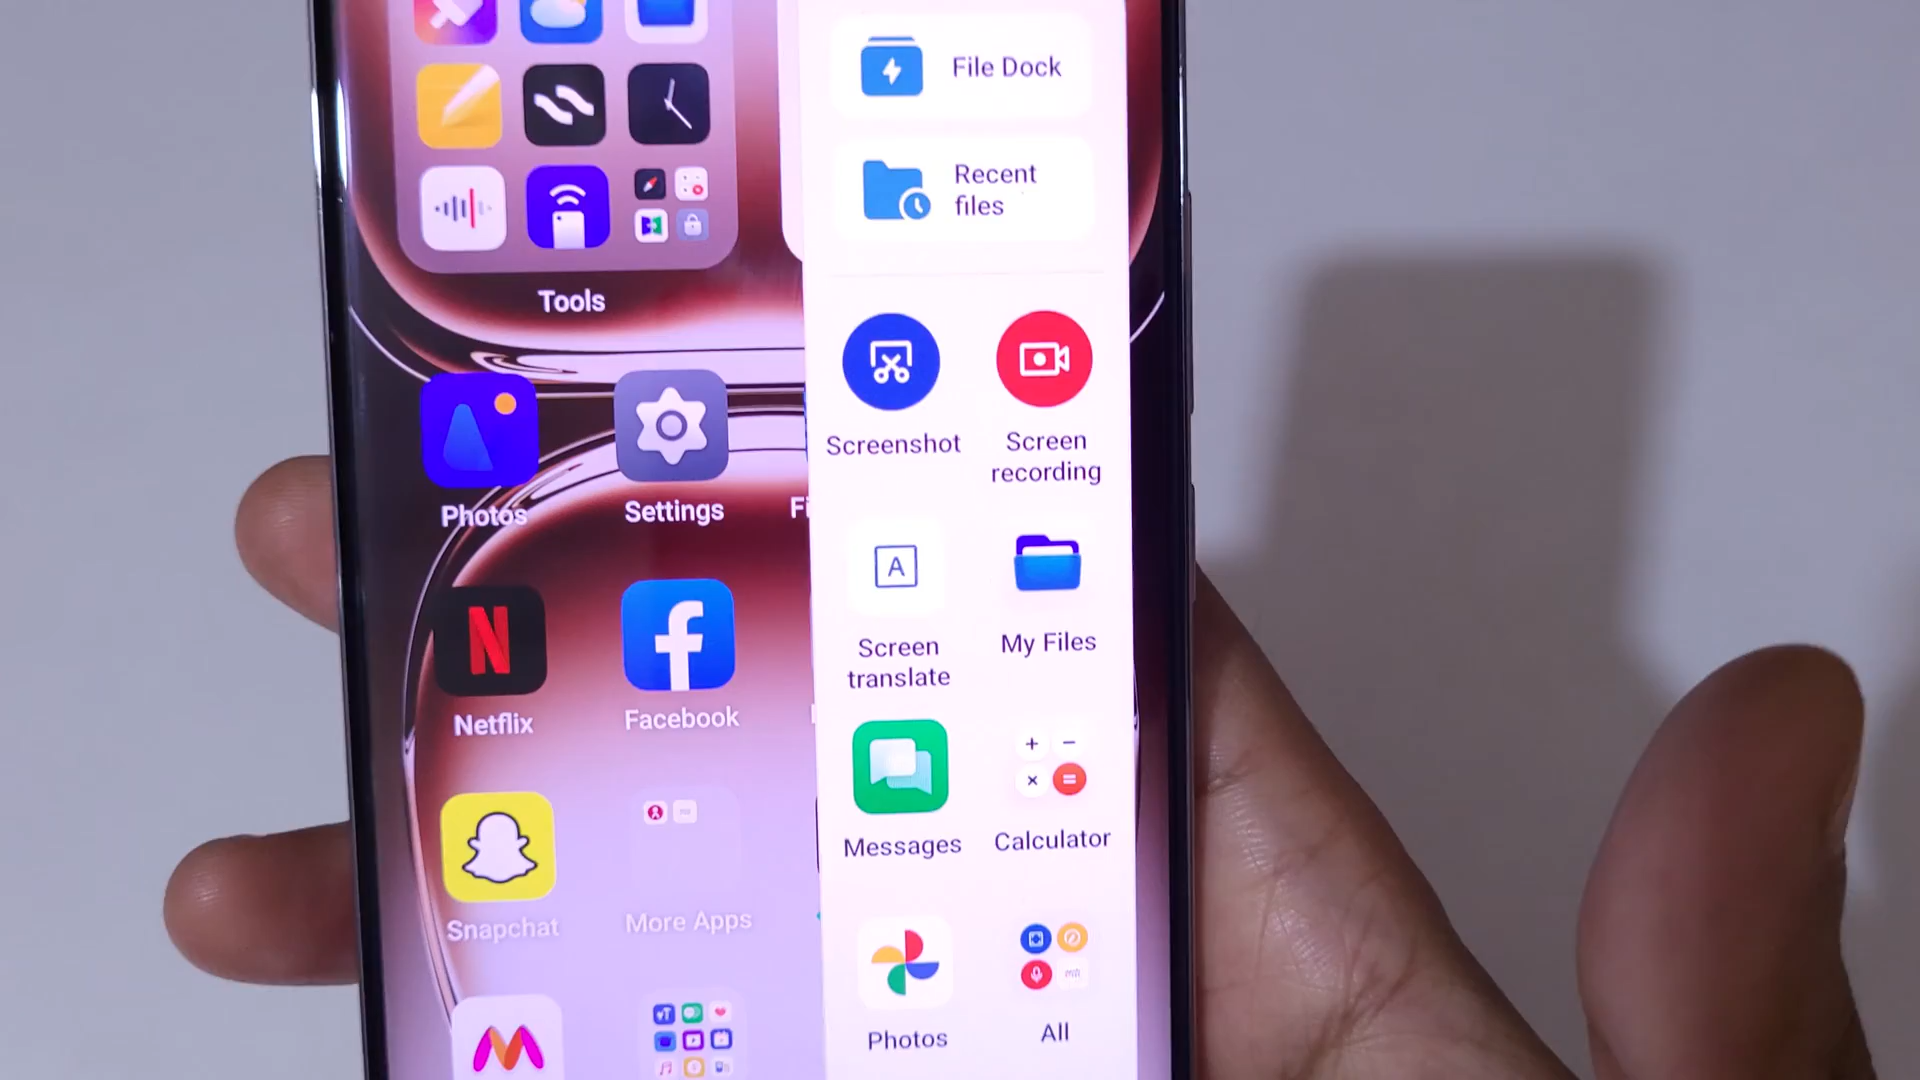 File Dock
Recent
files
Tools
Screenshot
Screen
recording
Photos
Settings
Fi
A
Screen
translate
My Files
N
f
Netflix
Facebook
+ −
× =
Messages
Calculator
Snapchat
More Apps
Photos
All